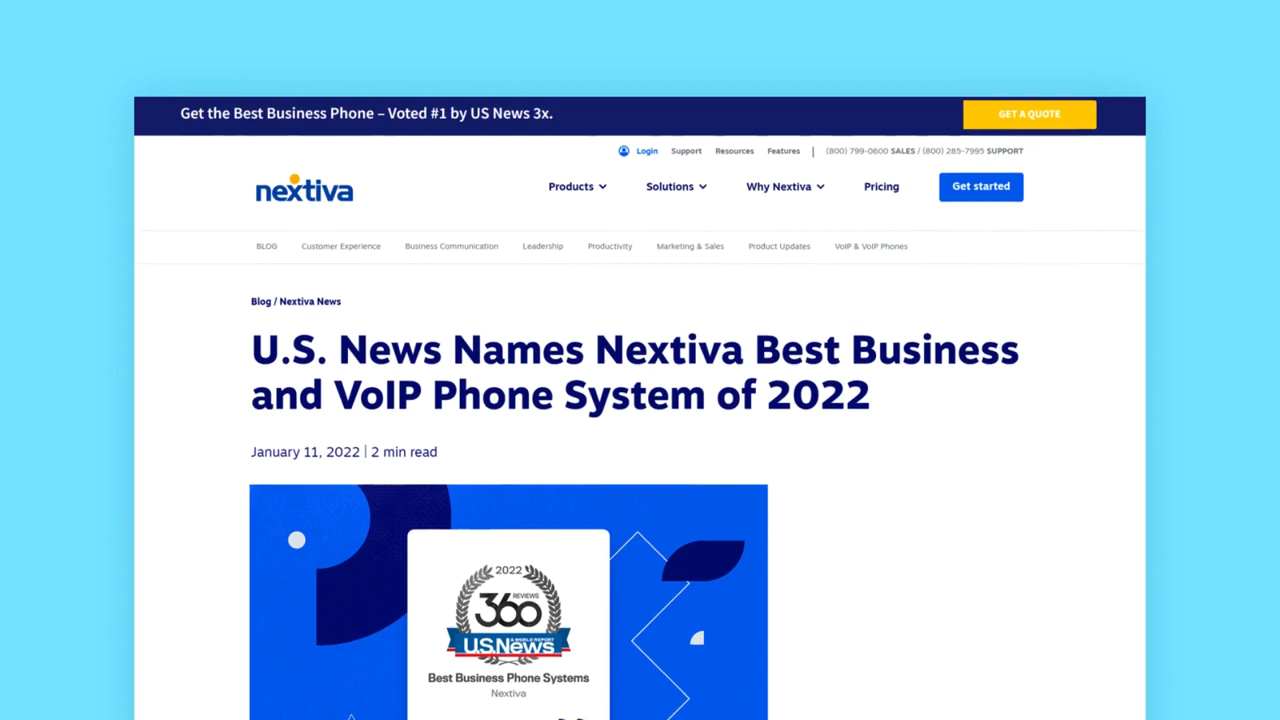 Get the Best Business Phone – Voted #1 by US News 3x.
GET A QUOTE
Login Support Resources Features | (800) 799-0600 SALES / (800) 285-7995 SUPPORT
nextiva
Products Solutions Why Nextiva Pricing Get started
BLOG Customer Experience Business Communication Leadership Productivity Marketing & Sales Product Updates VoIP & VoIP Phones
Blog / Nextiva News
U.S. News Names Nextiva Best Business
and VoIP Phone System of 2022
January 11, 2022 | 2 min read
2022
360 REVIEWS
U.S.News & WORLD REPORT
Best Business Phone Systems
Nextiva